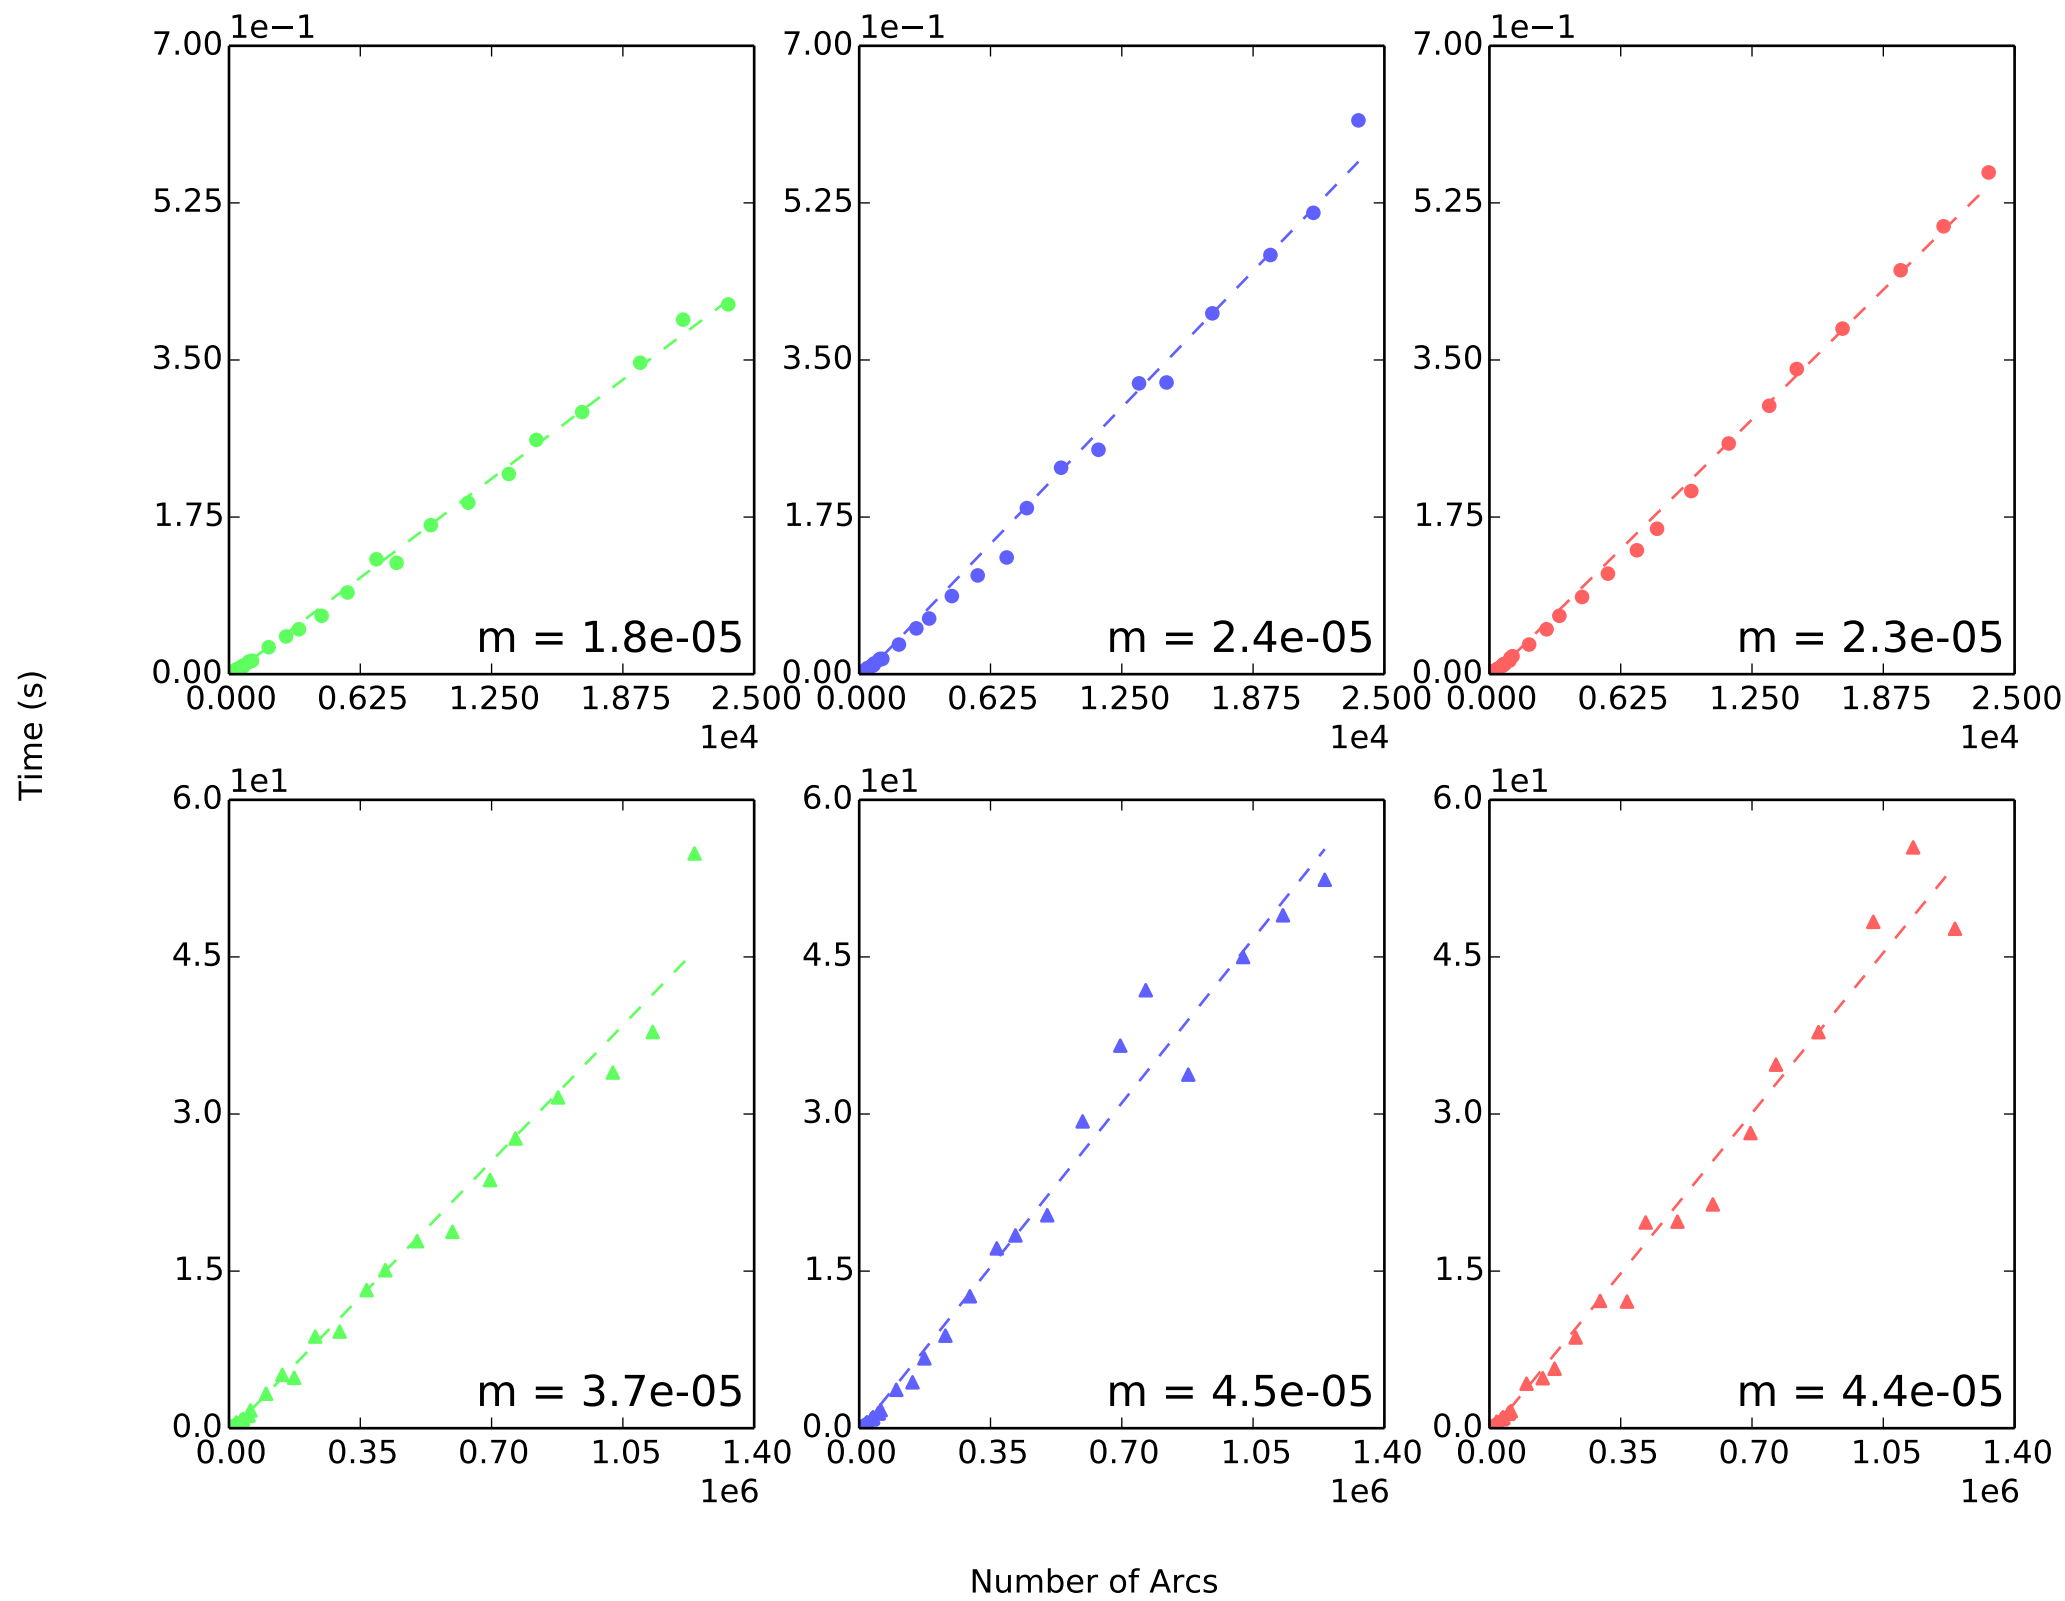 1e−1 1e−1 1e−1
7.00 7.00 7.00
5.25 5.25 5.25
3.50 3.50 3.50
1.75 1.75 1.75
m = 1.8e-05 m = 2.4e-05 m = 2.3e-05
0.00 0.00 0.00
0.000 0.625 1.250 1.875 2.500 0.000 0.625 1.250 1.875 2.500 0.000 0.625 1.250 1.875 2.500
1e4 1e4 1e4
Time (s)
1e1 1e1 1e1
6.0 6.0 6.0
4.5 4.5 4.5
3.0 3.0 3.0
1.5 1.5 1.5
m = 3.7e-05 m = 4.5e-05 m = 4.4e-05
0.0 0.0 0.0
0.00 0.35 0.70 1.05 1.40 0.00 0.35 0.70 1.05 1.40 0.00 0.35 0.70 1.05 1.40
1e6 1e6 1e6
Number of Arcs